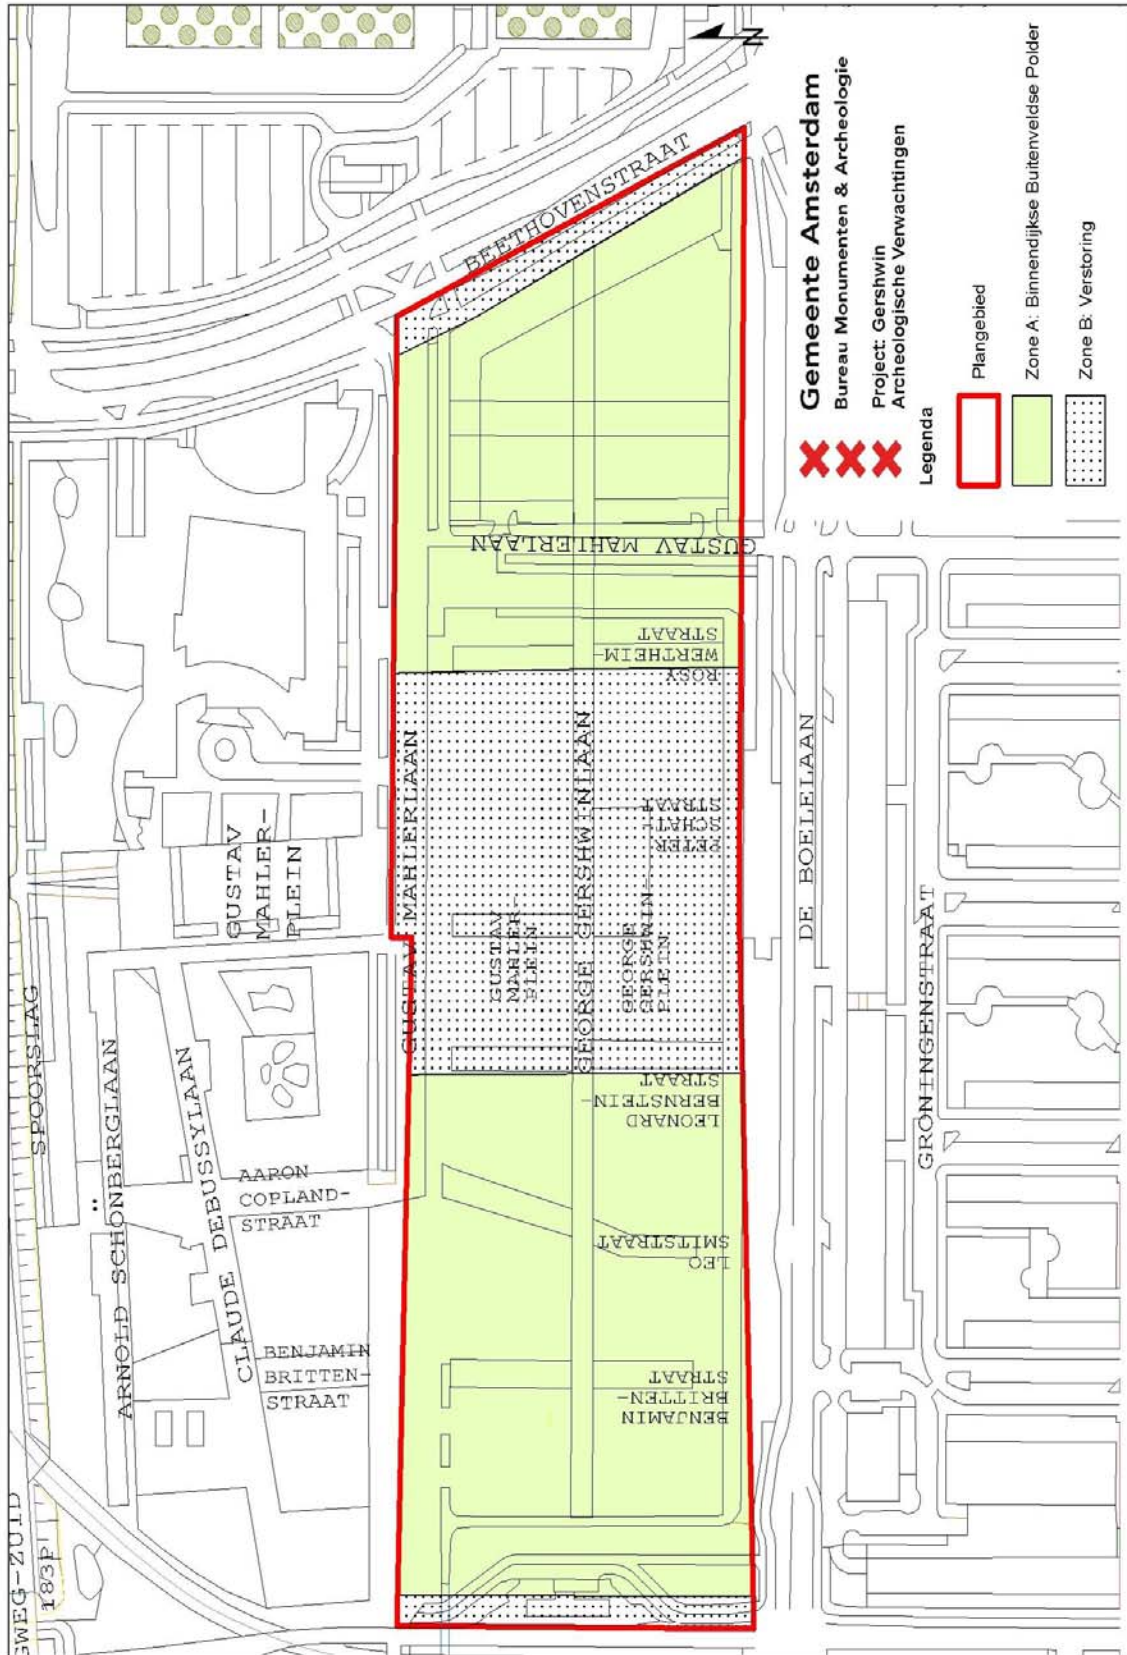 Gemeente Amsterdam
Bureau Monumenten & Archeologie
Project: Gershwin
Archeologische Verwachtingen
Legenda
Plangebied
Zone A: Binnendijkse Buitenveldse Polder
Zone B: Verstoring
N
GWEG-ZUID
183P
SPOORSLAG
ARNOLD SCHÖNBERGLAAN
CLAUDE DEBUSSYLAAN
BENJAMIN
BRITTEN-
STRAAT
AARON
COPLAND-
STRAAT
GUSTAV
MAHLER-
PLEIN
GUSTAV MAHLERLAAN
BEETHOVENSTRAAT
GUSTAV
MAHLER-
PLEIN
GEORGE GERSHWINLAAN
GEORGE
GERSHWIN-
PLEIN
BENJAMIN
BRITTEN-
STRAAT
LEO
SMITSTRAAT
LEONARD
BERNSTEIN-
STRAAT
PETER
SCHAT-
STRAAT
ROSY
WERTHEIM-
STRAAT
GUSTAV MAHLERLAAN
DE BOELELAAN
GRONINGENSTRAAT